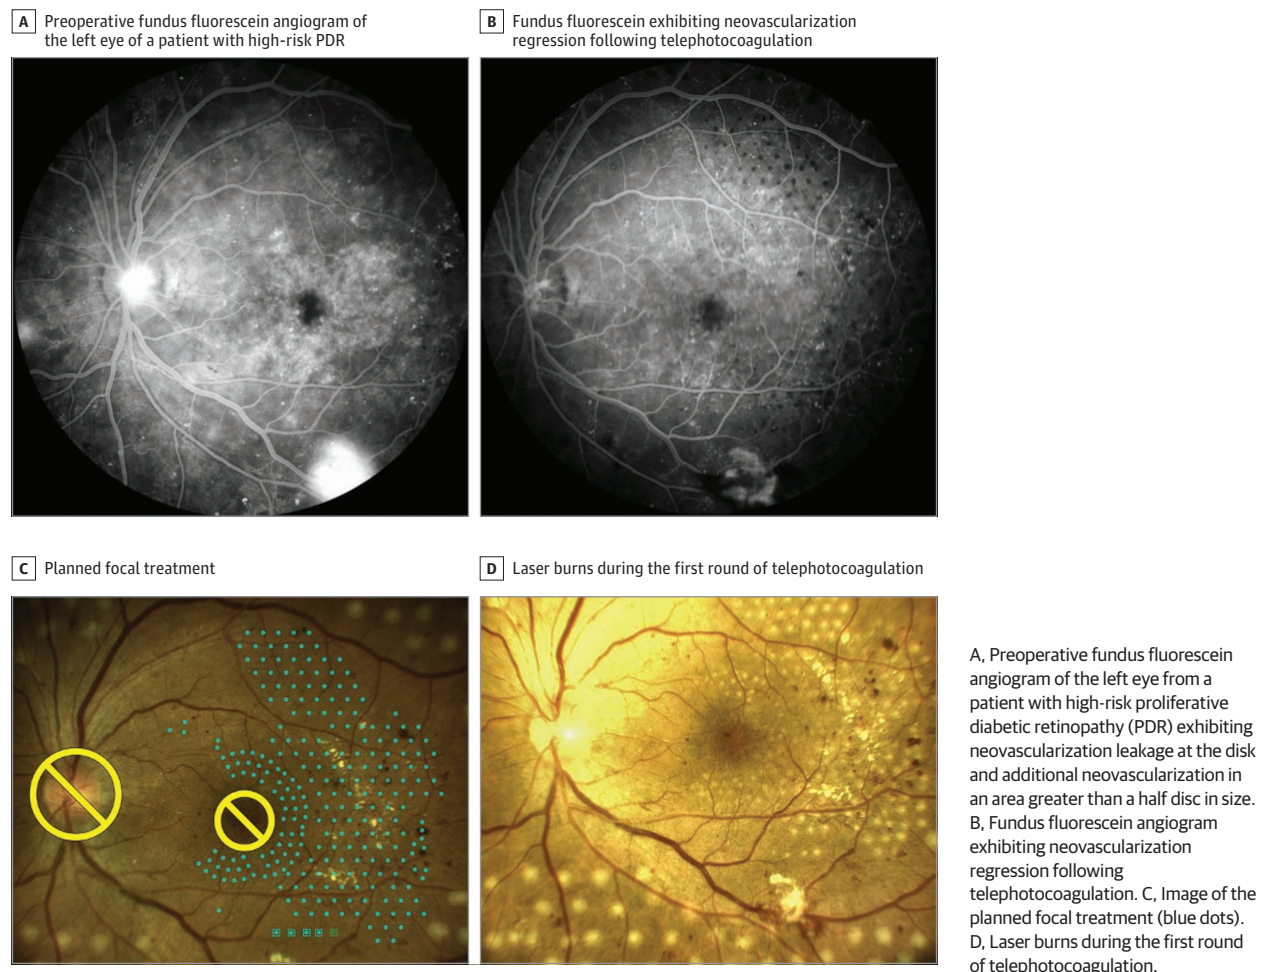 A Preoperative fundus fluorescein angiogram of
the left eye of a patient with high-risk PDR
B Fundus fluorescein exhibiting neovascularization
regression following telephotocoagulation
C Planned focal treatment
D Laser burns during the first round of telephotocoagulation
A, Preoperative fundus fluorescein
angiogram of the left eye from a
patient with high-risk proliferative
diabetic retinopathy (PDR) exhibiting
neovascularization leakage at the disk
and additional neovascularization in
an area greater than a half disc in size.
B, Fundus fluorescein angiogram
exhibiting neovascularization
regression following
telephotocoagulation. C, Image of the
planned focal treatment (blue dots).
D, Laser burns during the first round
of telephotocoagulation.